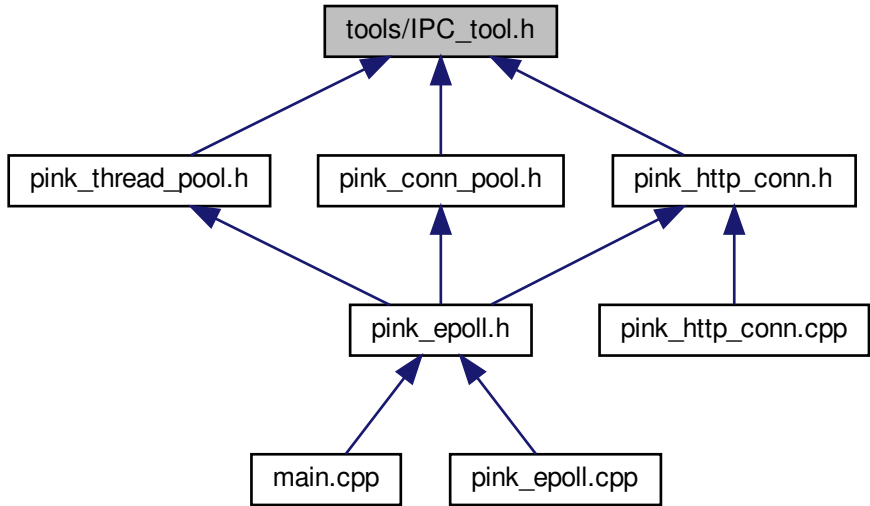 tools/IPC_tool.h
pink_thread_pool.h
pink_conn_pool.h
pink_http_conn.h
pink_epoll.h
pink_http_conn.cpp
main.cpp
pink_epoll.cpp